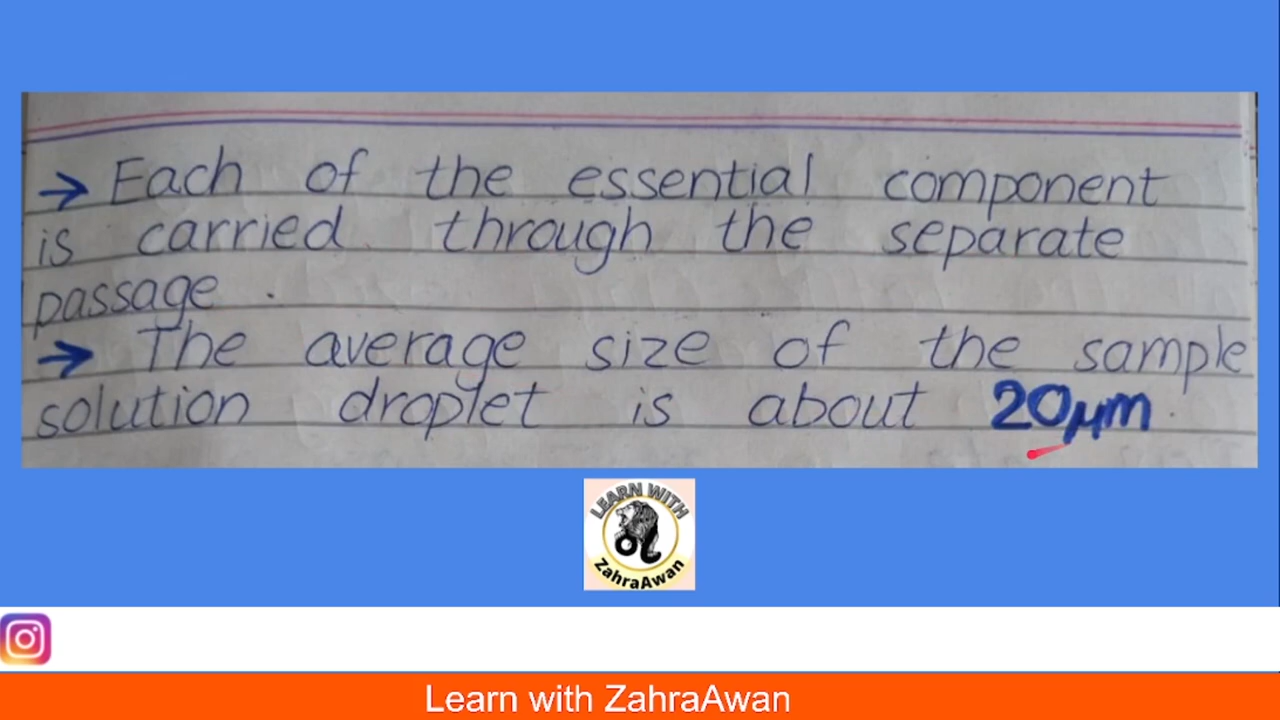 → Each of the essential component
is carried through the separate
passage .
→ The average size of the sample
solution droplet is about 20μm.
LEARN WITH
ZahraAwan
Learn with ZahraAwan